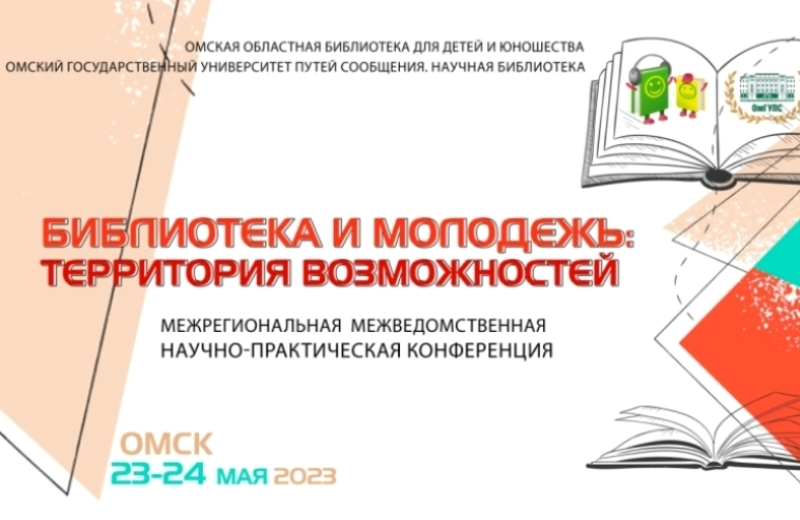 ОМСКАЯ ОБЛАСТНАЯ БИБЛИОТЕКА ДЛЯ ДЕТЕЙ И ЮНОШЕСТВА
ОМСКИЙ ГОСУДАРСТВЕННЫЙ УНИВЕРСИТЕТ ПУТЕЙ СООБЩЕНИЯ. НАУЧНАЯ БИБЛИОТЕКА
ОмГУПС
БИБЛИОТЕКА И МОЛОДЕЖЬ:
ТЕРРИТОРИЯ ВОЗМОЖНОСТЕЙ
МЕЖРЕГИОНАЛЬНАЯ МЕЖВЕДОМСТВЕННАЯ
НАУЧНО-ПРАКТИЧЕСКАЯ КОНФЕРЕНЦИЯ
ОМСК
23-24 МАЯ 2023